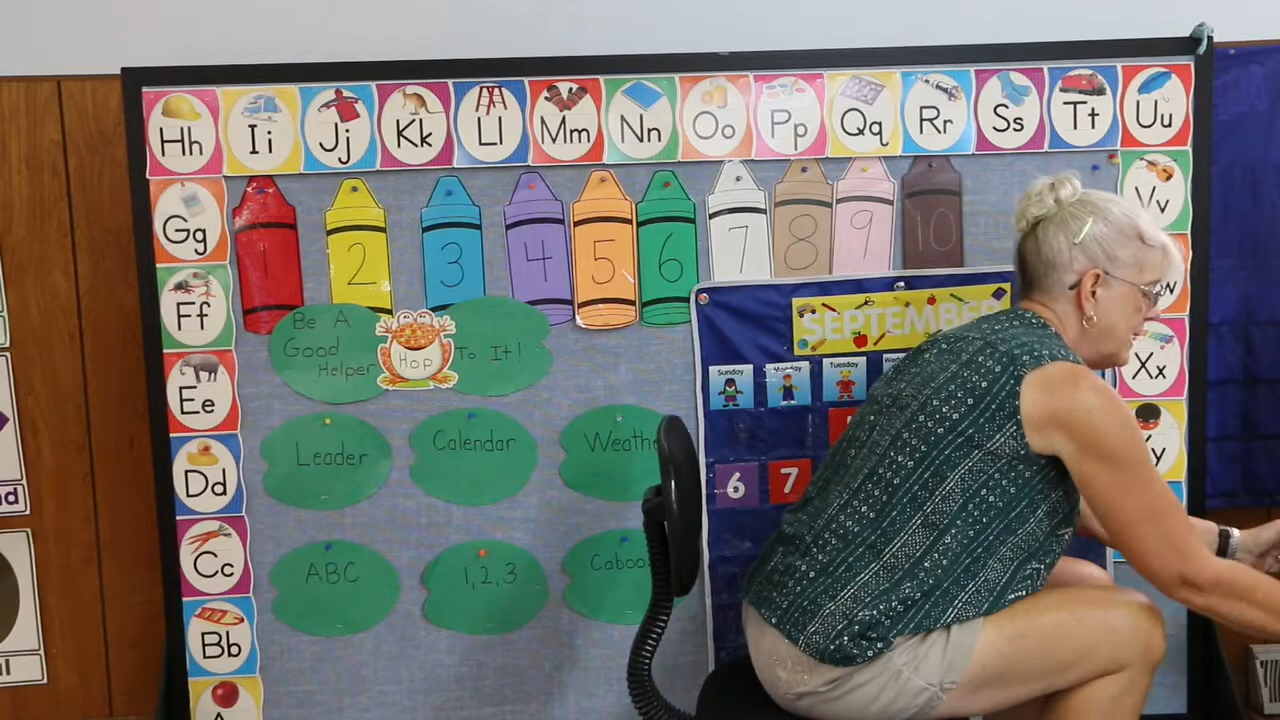 Hh Ii Jj Kk Ll Mm Nn Oo Pp Qq Rr Ss Tt Uu
Gg
Vv
1 2 3 4 5 6 7 8 9 10
Ff
Be A
Good
Helper
Hop
To It!
SEPTEMBER
Sunday Monday Tuesday
Ee
Xx
Leader Calendar
Dd
6 7
Cc
ABC 1,2,3
Bb